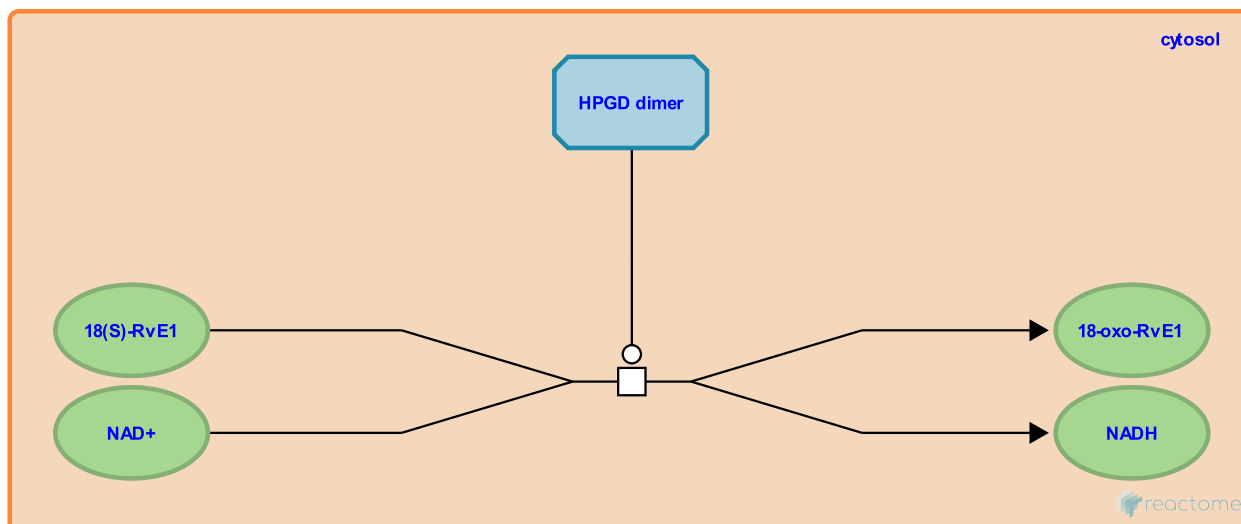 cytosol
HPGD dimer
18(S)-RvE1
18-oxo-RvE1
NAD+
NADH
reactome